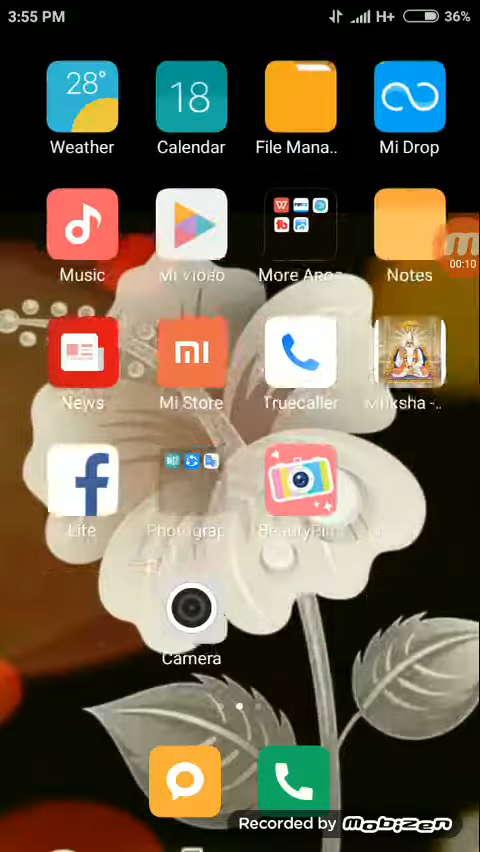 3:55 PM H+ 36%
28°
18
Weather Calendar File Mana.. Mi Drop
00:10
Music Mi Video More Apps Notes
News Mi Store Truecaller
Lite Photograp
Camera
Recorded by mobizen